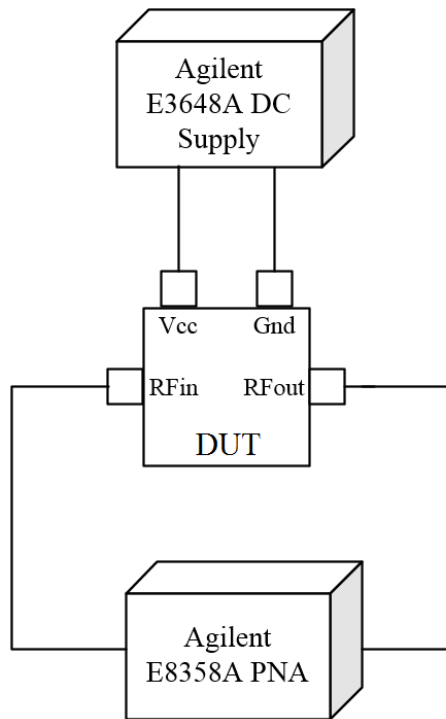 Agilent
E3648A DC
Supply
Vcc Gnd
RFin RFout
DUT
Agilent
E8358A PNA